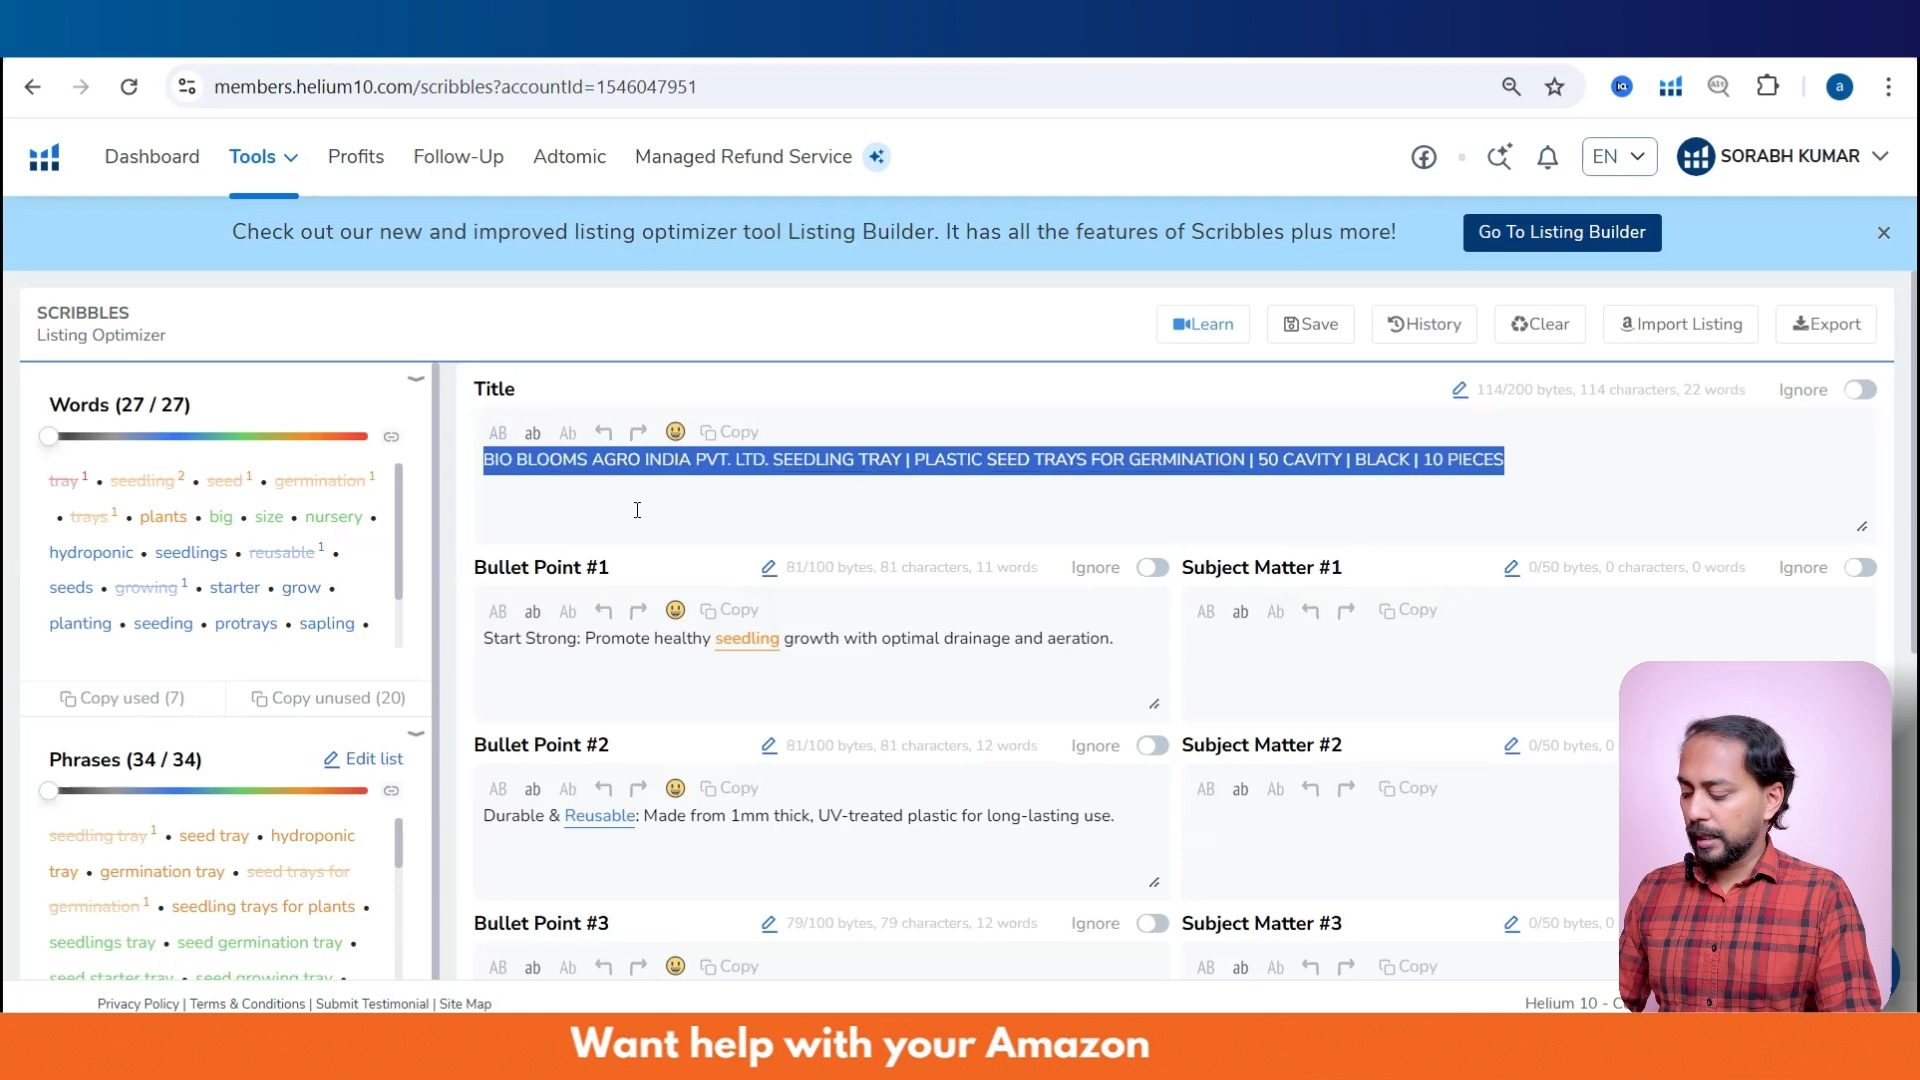 members.helium10.com/scribbles?accountId=1546047951
Dashboard Tools Profits Follow-Up Adtomic Managed Refund Service EN SORABH KUMAR
Check out our new and improved listing optimizer tool Listing Builder. It has all the features of Scribbles plus more! Go To Listing Builder
SCRIBBLES
Listing Optimizer
Learn Save History Clear Import Listing Export
Words (27 / 27)
tray 1 • seedling 2 • seed 1 • germination 1
• trays 1 • plants • big • size • nursery •
hydroponic • seedlings • reusable 1 •
seeds • growing 1 • starter • grow •
planting • seeding • protrays • sapling •
Copy used (7) Copy unused (20)
Phrases (34 / 34) Edit list
seedling tray 1 • seed tray • hydroponic
tray • germination tray • seed trays for
germination 1 • seedling trays for plants •
seedlings tray • seed germination tray •
seed starter tray • seed growing tray •
Title 114/200 bytes, 114 characters, 22 words Ignore
AB ab Ab Copy
BIO BLOOMS AGRO INDIA PVT. LTD. SEEDLING TRAY | PLASTIC SEED TRAYS FOR GERMINATION | 50 CAVITY | BLACK | 10 PIECES
Bullet Point #1 81/100 bytes, 81 characters, 11 words Ignore
AB ab Ab Copy
Start Strong: Promote healthy seedling growth with optimal drainage and aeration.
Subject Matter #1 0/50 bytes, 0 characters, 0 words Ignore
AB ab Ab Copy
Bullet Point #2 81/100 bytes, 81 characters, 12 words Ignore
AB ab Ab Copy
Durable & Reusable: Made from 1mm thick, UV-treated plastic for long-lasting use.
Subject Matter #2 0/50 bytes, 0
AB ab Ab Copy
Bullet Point #3 79/100 bytes, 79 characters, 12 words Ignore
AB ab Ab Copy
Subject Matter #3 0/50 bytes, 0
AB ab Ab Copy
Privacy Policy | Terms & Conditions | Submit Testimonial | Site Map
Helium 10 - C
Want help with your Amazon